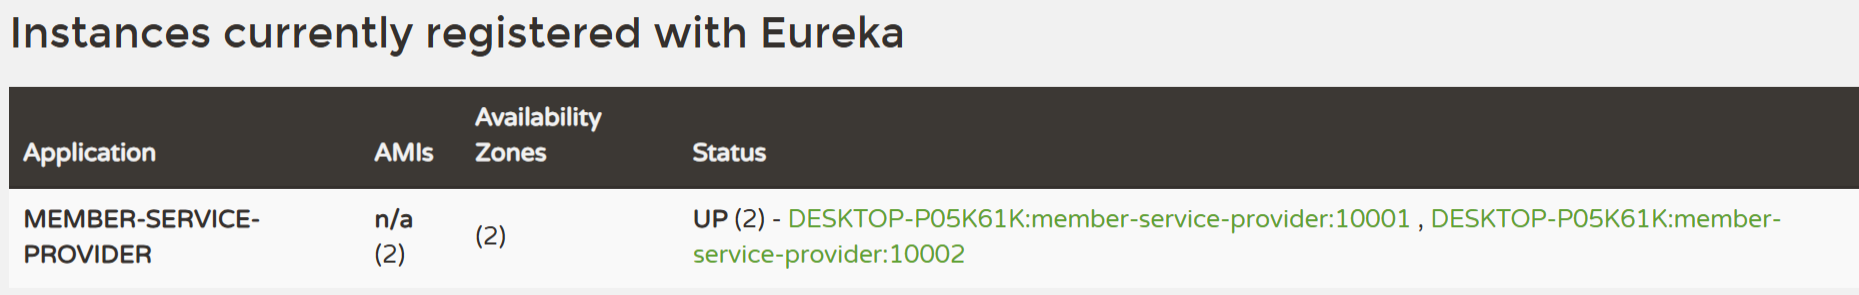 Instances currently registered with Eureka
Application AMIs Availability Zones Status
MEMBER-SERVICE- n/a (2) UP (2) - DESKTOP-P05K61K:member-service-provider:10001 , DESKTOP-P05K61K:member-
PROVIDER (2) service-provider:10002